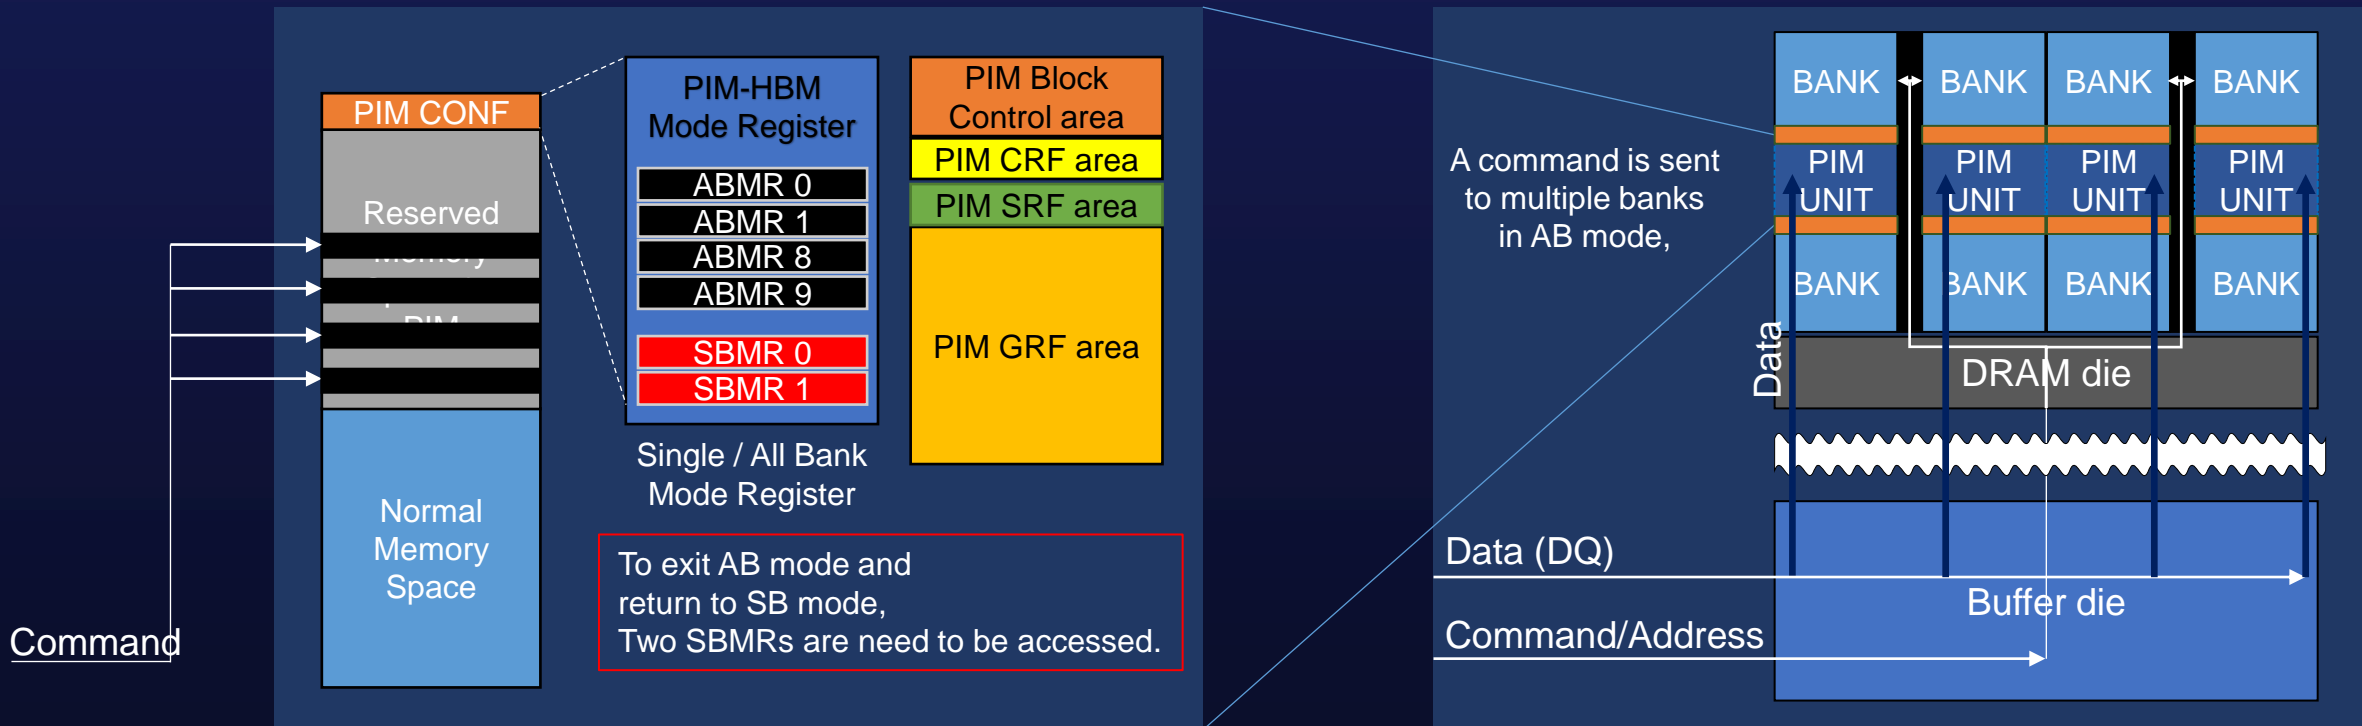 PIM CONF
Reserved
Memory
PIM
Normal
Memory
Space
Command
PIM-HBM
Mode Register
ABMR 0
ABMR 1
ABMR 8
ABMR 9
SBMR 0
SBMR 1
Single / All Bank
Mode Register
PIM Block
Control area
PIM CRF area
PIM SRF area
PIM GRF area
To exit AB mode and
return to SB mode,
Two SBMRs are need to be accessed.
A command is sent
to multiple banks
in AB mode,
BANK BANK BANK BANK
PIM PIM PIM PIM
UNIT UNIT UNIT UNIT
BANK BANK BANK BANK
Data
DRAM die
Data (DQ)
Buffer die
Command/Address